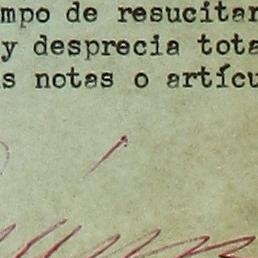 mpo de resucitar
y desprecia tota
s notas o artícu